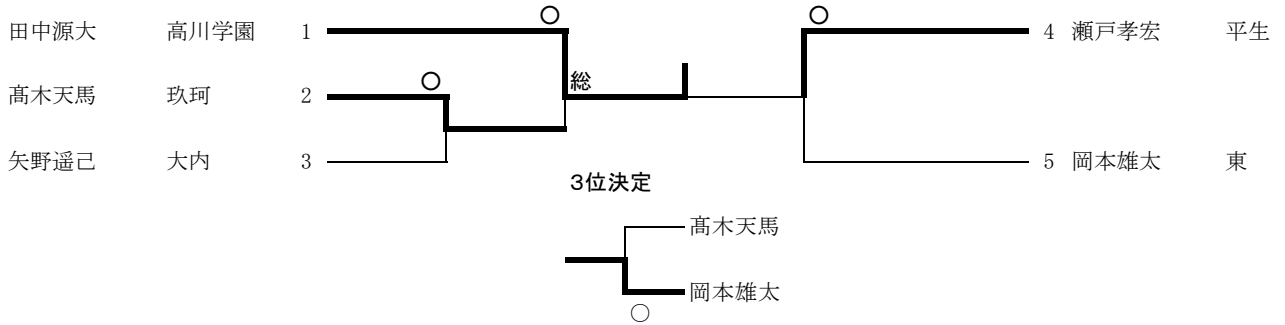 田中源大 高川学園 1 ○ ○ 4 瀬戸孝宏 平生
髙木天馬 玖珂 2 ○ 総
矢野遥己 大内 3 5 岡本雄太 東
3位決定
髙木天馬
岡本雄太
○